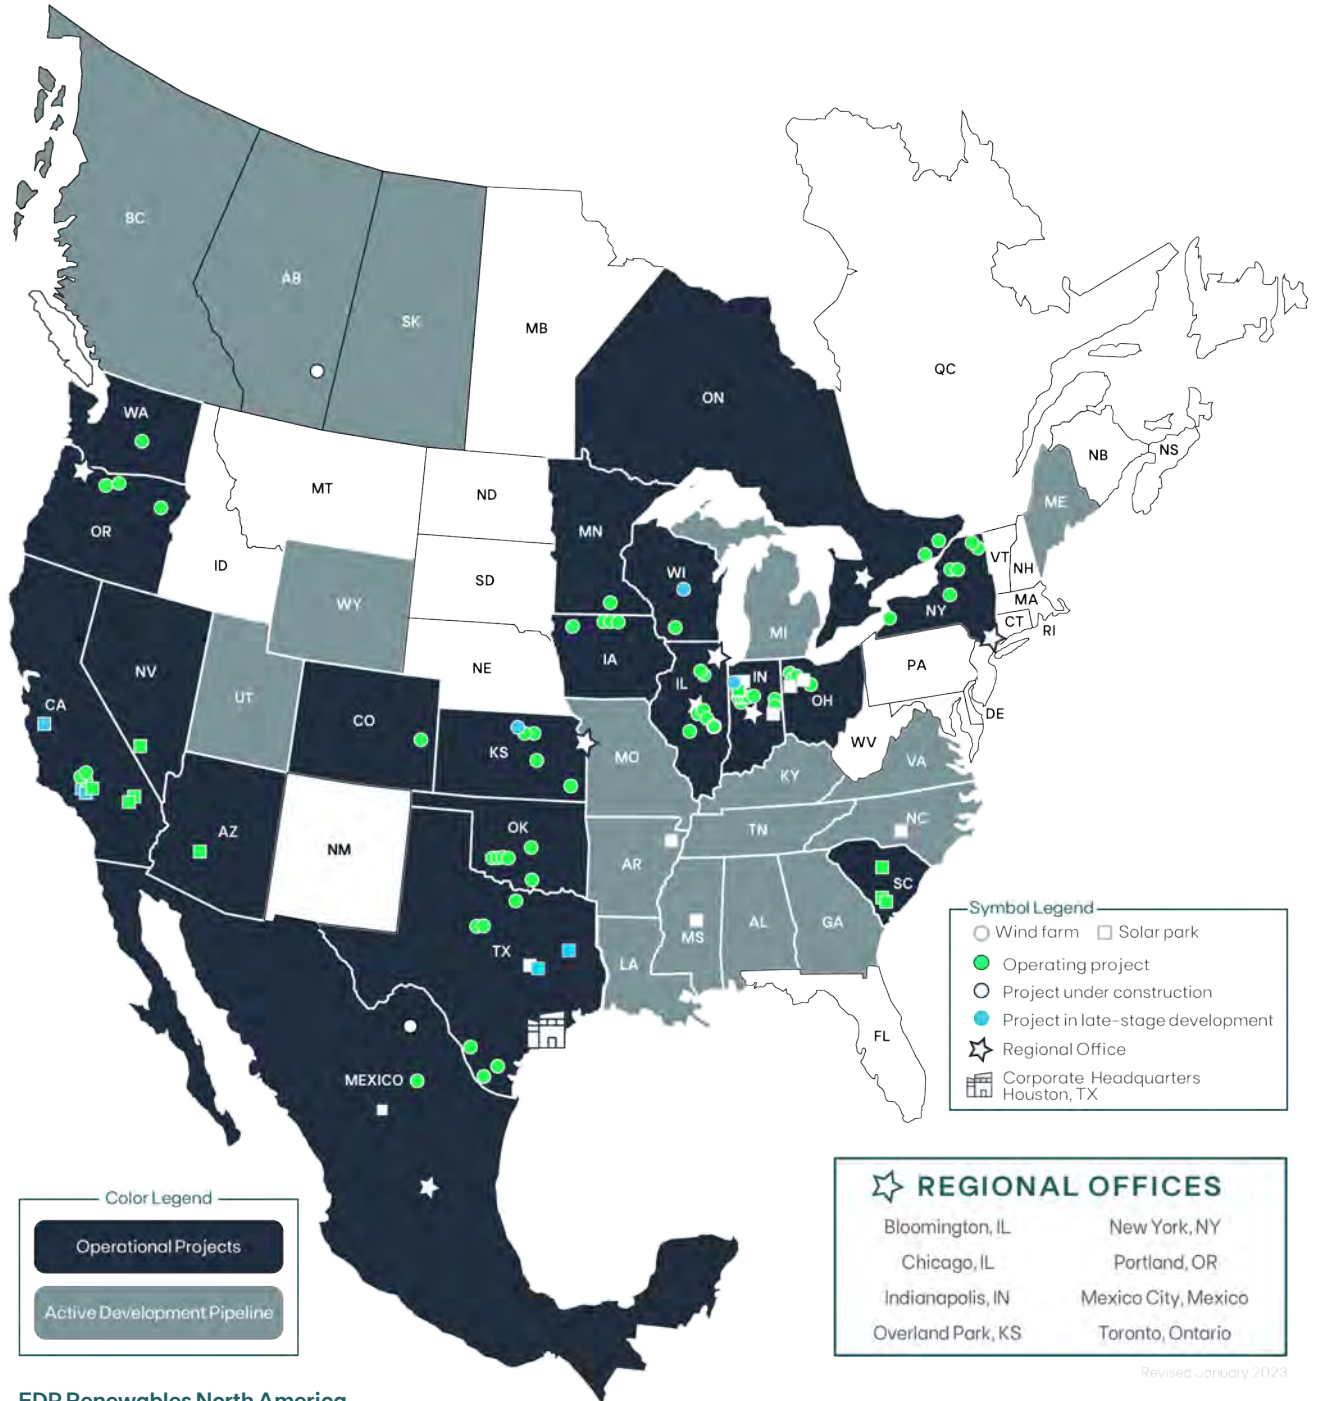 BC
AB
SK
MB
ON
QC
WA
MT
ND
MN
NB
NS
ME
OR
ID
SD
WI
VT
NH
WY
NY
MA
CT
RI
MI
NV
UT
NE
IA
IL
IN
OH
PA
CA
CO
KS
MO
WV
DE
VA
KY
AZ
NM
OK
AR
TN
NC
SC
TX
LA
MS
AL
GA
FL
MEXICO
Symbol Legend
Wind farm
Solar park
Operating project
Project under construction
Project in late-stage development
Regional Office
Corporate Headquarters
Houston, TX
REGIONAL OFFICES
Bloomington, IL
New York, NY
Chicago, IL
Portland, OR
Indianapolis, IN
Mexico City, Mexico
Overland Park, KS
Toronto, Ontario
Revised January 2023
Color Legend
Operational Projects
Active Development Pipeline
EDP Renewables North America